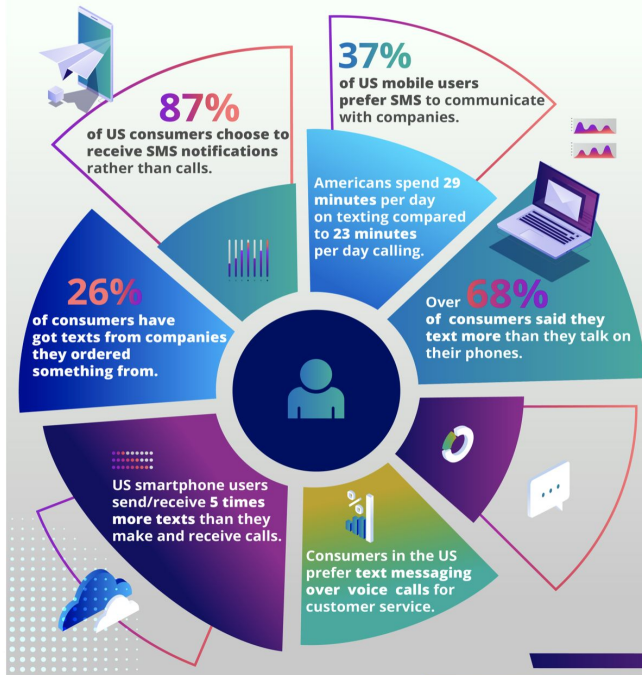 87%
of US consumers choose to
receive SMS notifications
rather than calls.
37%
of US mobile users
prefer SMS to communicate
with companies.
Americans spend 29
minutes per day
on texting compared
to 23 minutes
per day calling.
26%
of consumers have
got texts from companies
they ordered
something from.
Over 68%
of consumers said they
text more than they talk on
their phones.
US smartphone users
send/receive 5 times
more texts than they
make and receive calls.
%
Consumers in the US
prefer text messaging
over voice calls for
customer service.